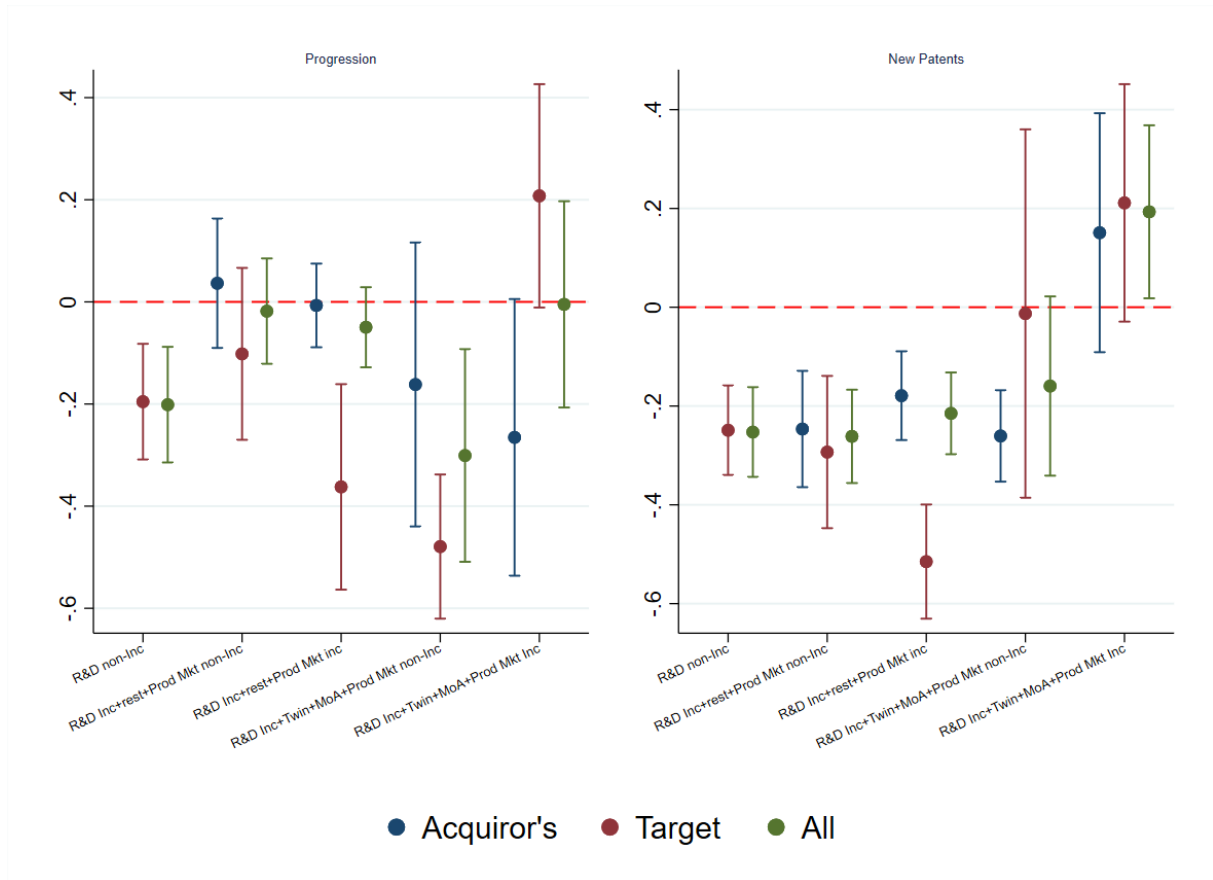 Progression
.4
.2
0
-.2
-.4
-.6
R&D non-Inc
R&D Inc+rest+Prod Mkt non-Inc
R&D Inc+rest+Prod Mkt inc
R&D Inc+Twin+MoA+Prod Mkt non-Inc
R&D Inc+Twin+MoA+Prod Mkt Inc
New Patents
.4
.2
0
-.2
-.4
-.6
R&D non-Inc
R&D Inc+rest+Prod Mkt non-Inc
R&D Inc+rest+Prod Mkt inc
R&D Inc+Twin+MoA+Prod Mkt non-Inc
R&D Inc+Twin+MoA+Prod Mkt Inc
Acquiror's Target All